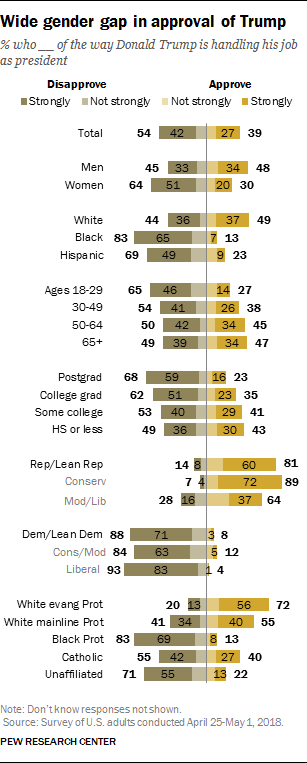 Wide gender gap in approval of Trump
% who __ of the way Donald Trump is handling his job
as president
Disapprove Approve
Strongly Not strongly Not strongly Strongly
Total 54 42 27 39
Men 45 33 34 48
Women 64 51 20 30
White 44 36 37 49
Black 83 65 7 13
Hispanic 69 49 9 23
Ages 18-29 65 46 14 27
30-49 54 41 26 38
50-64 50 42 34 45
65+ 49 39 34 47
Postgrad 68 59 16 23
College grad 62 51 23 35
Some college 53 40 29 41
HS or less 49 36 30 43
Rep/Lean Rep 14 8 60 81
Conserv 7 4 72 89
Mod/Lib 28 16 37 64
Dem/Lean Dem 88 71 3 8
Cons/Mod 84 63 5 12
Liberal 93 83 1 4
White evang Prot 20 13 56 72
White mainline Prot 41 34 40 55
Black Prot 83 69 8 13
Catholic 55 42 27 40
Unaffiliated 71 55 13 22
Note: Don't know responses not shown.
Source: Survey of U.S. adults conducted April 25-May 1, 2018.
PEW RESEARCH CENTER